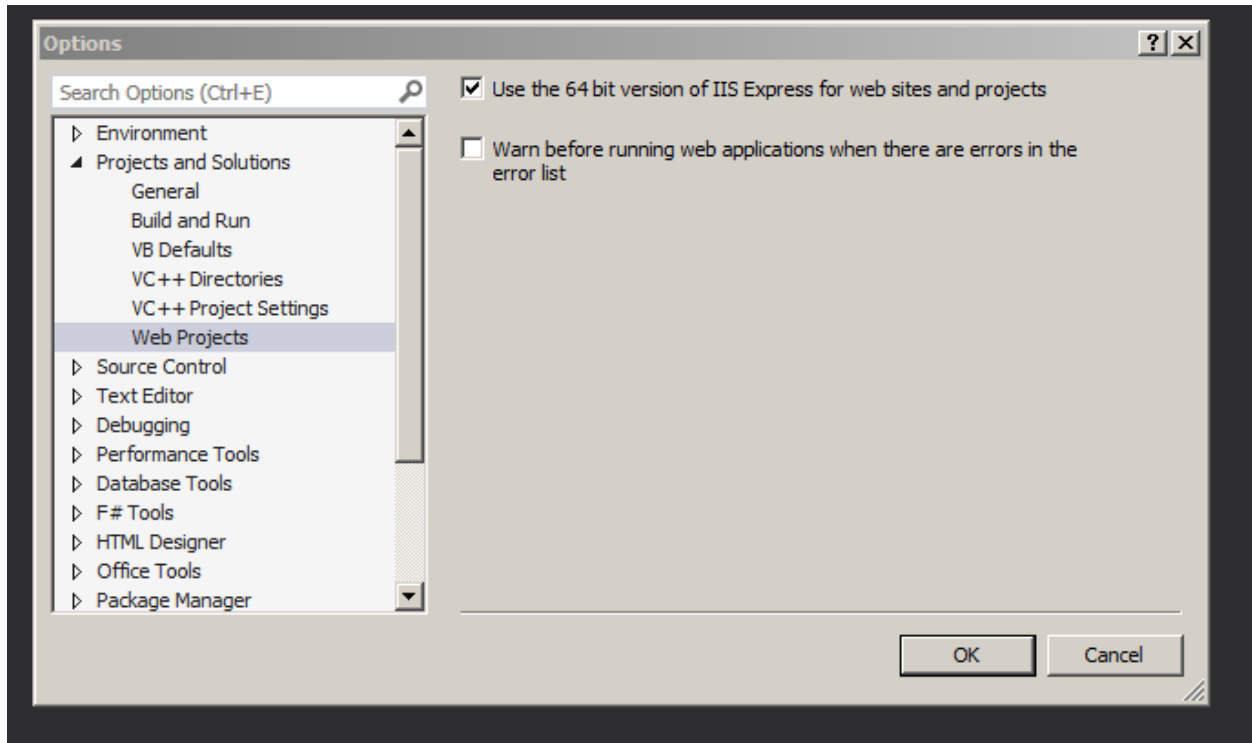 Options
?
Search Options (Ctrl+E)
Environment
Projects and Solutions
General
Build and Run
VB Defaults
VC++ Directories
VC++ Project Settings
Web Projects
Source Control
Text Editor
Debugging
Performance Tools
Database Tools
F# Tools
HTML Designer
Office Tools
Package Manager
Use the 64 bit version of IIS Express for web sites and projects
Warn before running web applications when there are errors in the
error list
OK
Cancel